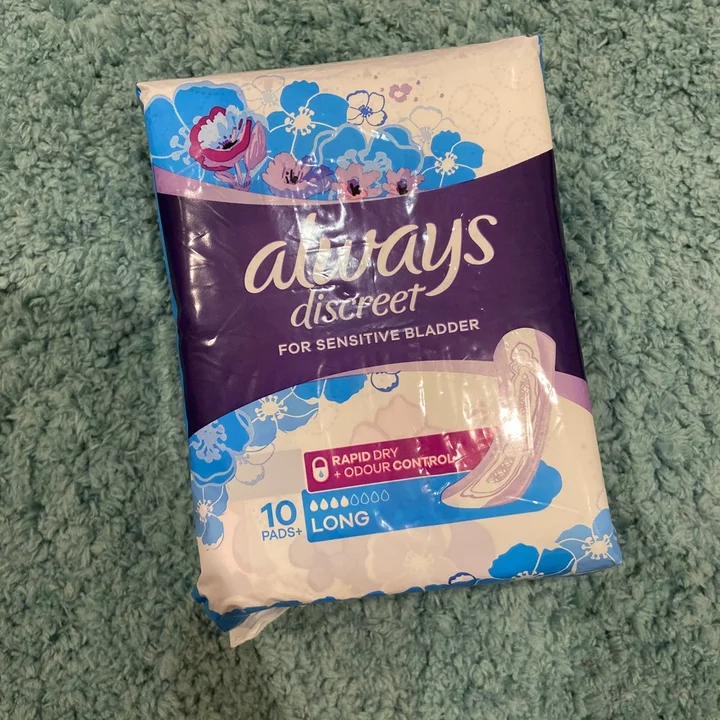 always
discreet
FOR SENSITIVE BLADDER
RAPID DRY
+ ODOUR CONTROL
10
PADS+
LONG